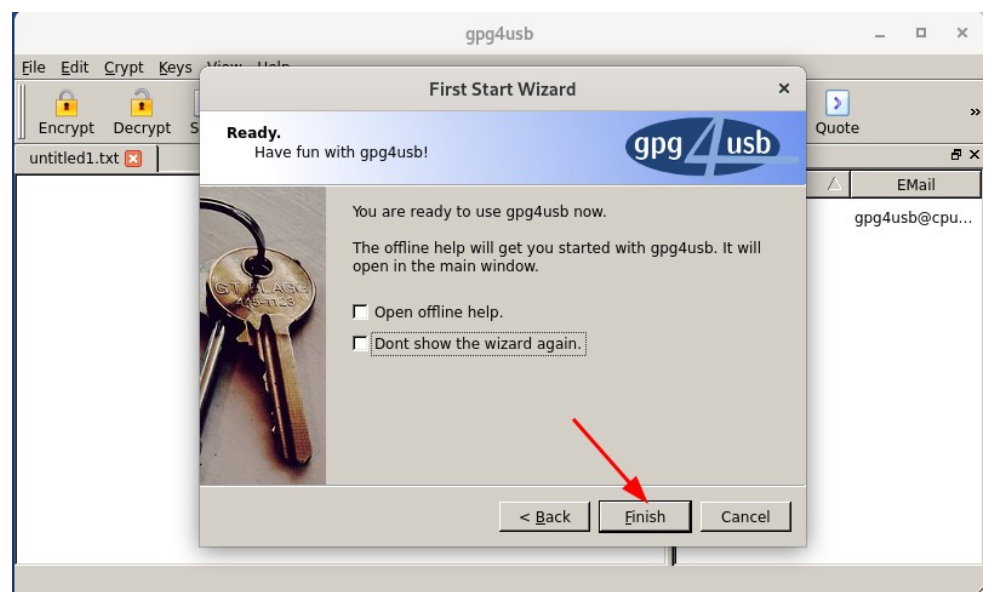 gpg4usb
File Edit Crypt Keys View Help
Encrypt Decrypt
Quote
untitled1.txt
EMail
gpg4usb@cpu...
First Start Wizard
Ready.
Have fun with gpg4usb!
gpg4usb
You are ready to use gpg4usb now.
The offline help will get you started with gpg4usb. It will
open in the main window.
Open offline help.
Dont show the wizard again.
< Back Finish Cancel